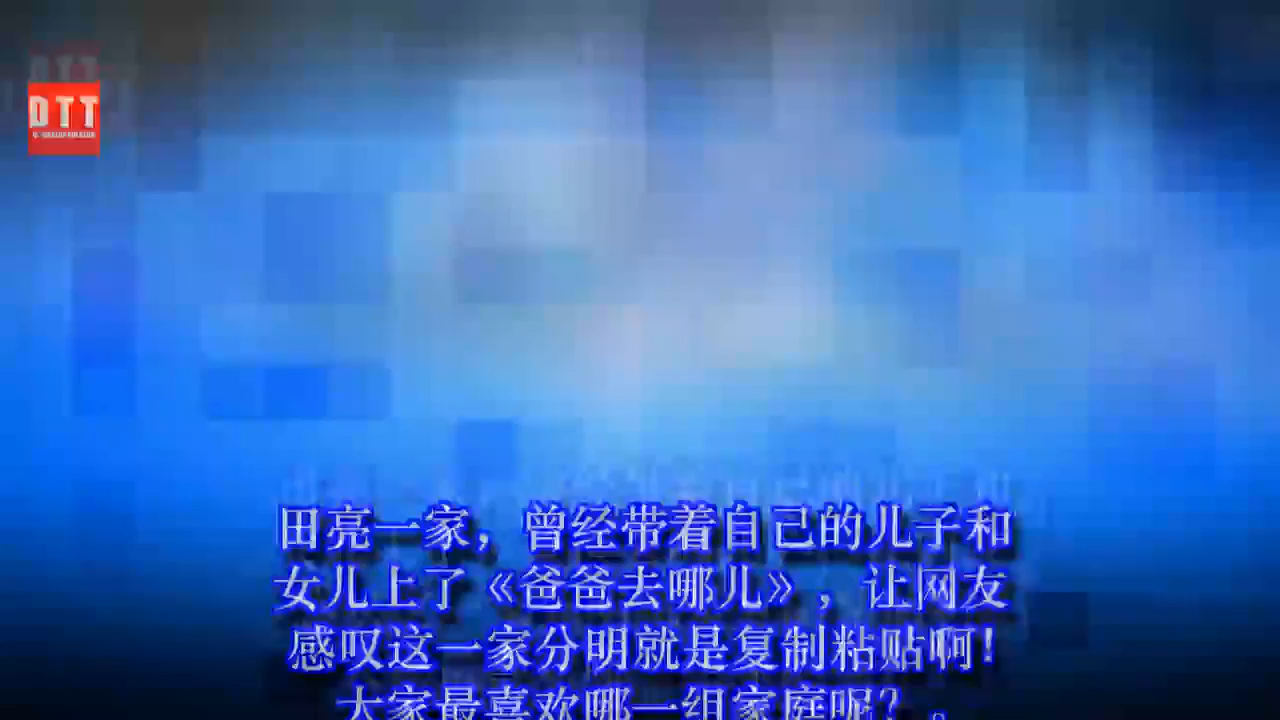 DTT
田亮一家，曾经带着自己的儿子和
女儿上了《爸爸去哪儿》，让网友
感叹这一家分明就是复制粘贴啊！
大家最喜欢哪一组家庭呢？。